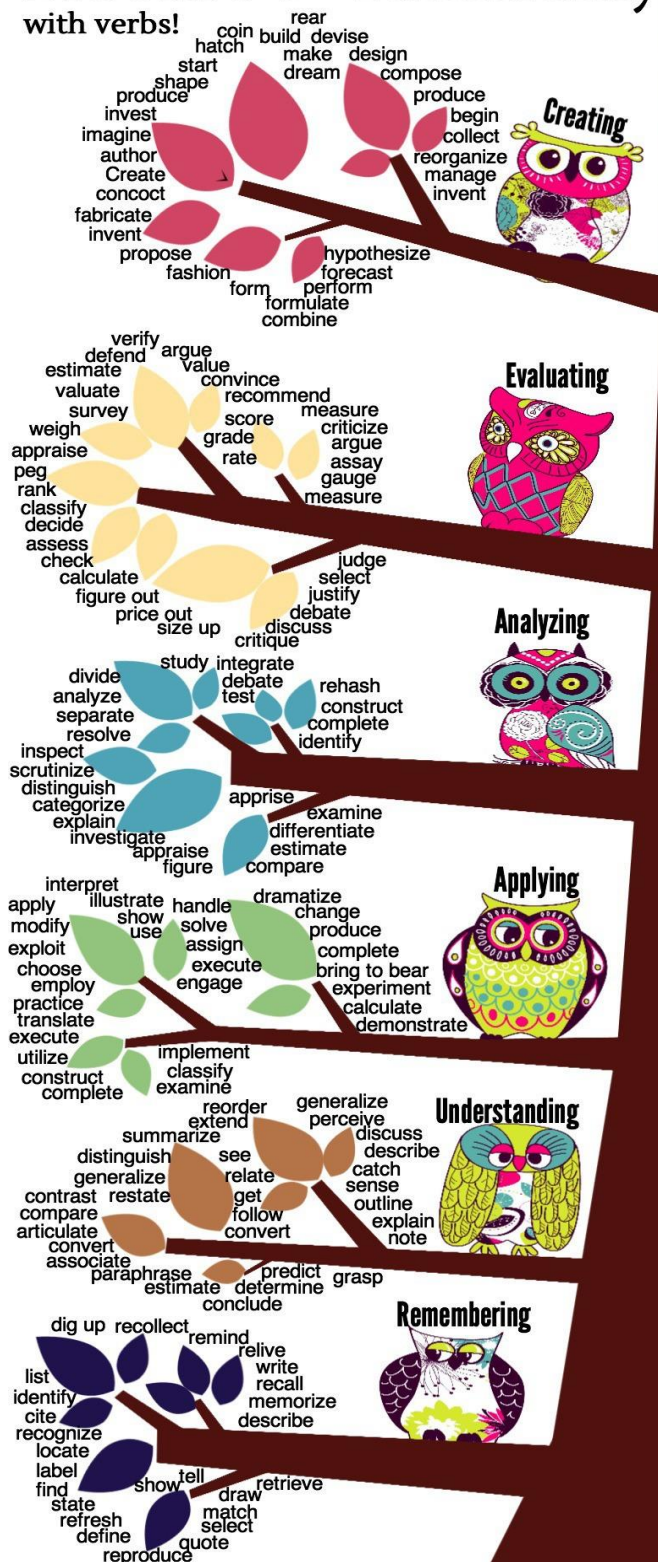 with verbs!
Creating
rear
coin
build
devise
hatch
make
design
start
dream
compose
shape
produce
produce
invest
begin
imagine
collect
author
reorganize
Create
manage
concoct
invent
fabricate
invent
propose
hypothesize
fashion
forecast
form
perform
formulate
combine
Evaluating
verify
defend
argue
estimate
value
valuate
convince
survey
recommend
weigh
score
measure
appraise
grade
criticize
peg
rate
argue
rank
assay
classify
gauge
decide
measure
assess
check
judge
calculate
select
figure out
justify
price out
debate
size up
discuss
critique
Analyzing
study
integrate
divide
debate
analyze
test
rehash
separate
construct
resolve
complete
inspect
identify
scrutinize
distinguish
apprise
categorize
examine
explain
differentiate
investigate
estimate
appraise
compare
figure
Applying
interpret
illustrate
handle
dramatize
apply
show
change
modify
use
solve
produce
exploit
assign
complete
choose
execute
bring to bear
employ
engage
experiment
practice
calculate
translate
demonstrate
execute
utilize
implement
construct
classify
complete
examine
Understanding
reorder
generalize
extend
perceive
summarize
discuss
distinguish
see
describe
generalize
relate
catch
contrast
restate
get
sense
compare
follow
outline
articulate
convert
explain
convert
note
associate
paraphrase
predict
grasp
estimate
determine
conclude
Remembering
dig up
recollect
remind
relive
list
write
identify
recall
cite
memorize
recognize
describe
locate
label
tell
find
show
retrieve
state
draw
refresh
match
define
select
quote
reproduce